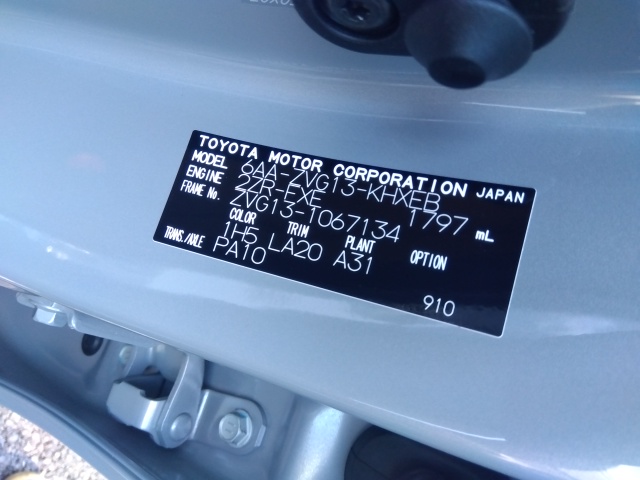 TOYOTA MOTOR CORPORATION JAPAN
MODEL 6AA-ZVG13-KHXEB
ENGINE 2ZR-FXE 1797 mL
FRAME No. ZVG13-1067134
COLOR TRIM PLANT OPTION
1H5 LA20 A31
TRANS./AXLE PA10
910